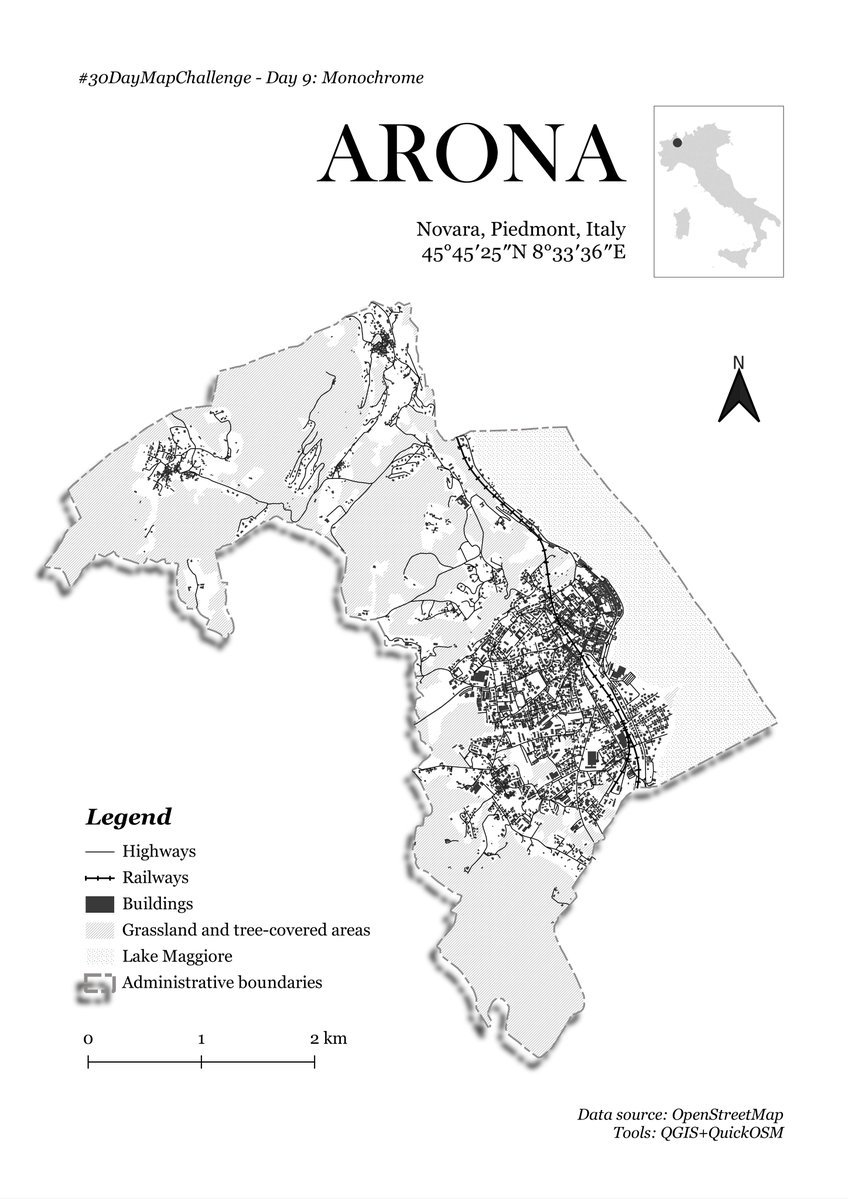 #30DayMapChallenge - Day 9: Monochrome
ARONA
Novara, Piedmont, Italy
45°45′25″N 8°33′36″E
N
Legend
Highways
Railways
Buildings
Grassland and tree-covered areas
Lake Maggiore
Administrative boundaries
0 1 2 km
Data source: OpenStreetMap
Tools: QGIS+QuickOSM